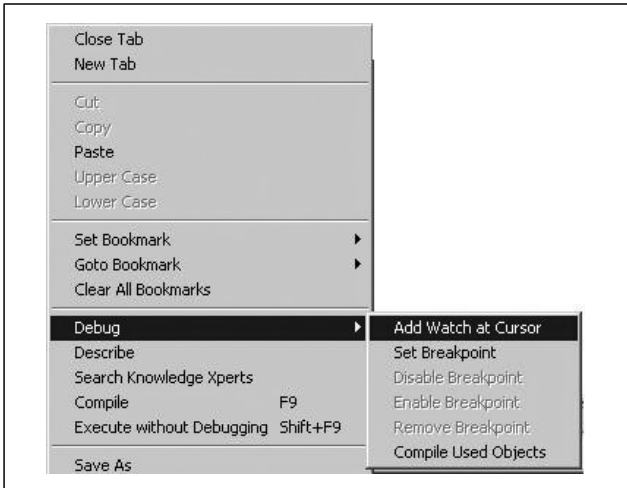 Close Tab
New Tab
Cut
Copy
Paste
Upper Case
Lower Case
Set Bookmark
Goto Bookmark
Clear All Bookmarks
Debug
Describe
Search Knowledge Xperts
Compile F9
Execute without Debugging Shift+F9
Save As
Add Watch at Cursor
Set Breakpoint
Disable Breakpoint
Enable Breakpoint
Remove Breakpoint
Compile Used Objects